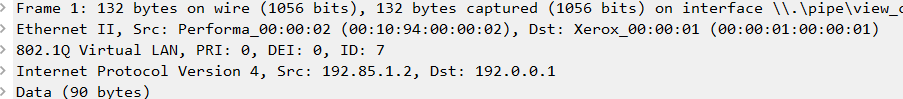 Frame 1: 132 bytes on wire (1056 bits), 132 bytes captured (1056 bits) on interface \\.\pipe\view_
Ethernet II, Src: Performa_00:00:02 (00:10:94:00:00:02), Dst: Xerox_00:00:01 (00:00:01:00:00:01)
802.1Q Virtual LAN, PRI: 0, DEI: 0, ID: 7
Internet Protocol Version 4, Src: 192.85.1.2, Dst: 192.0.0.1
Data (90 bytes)